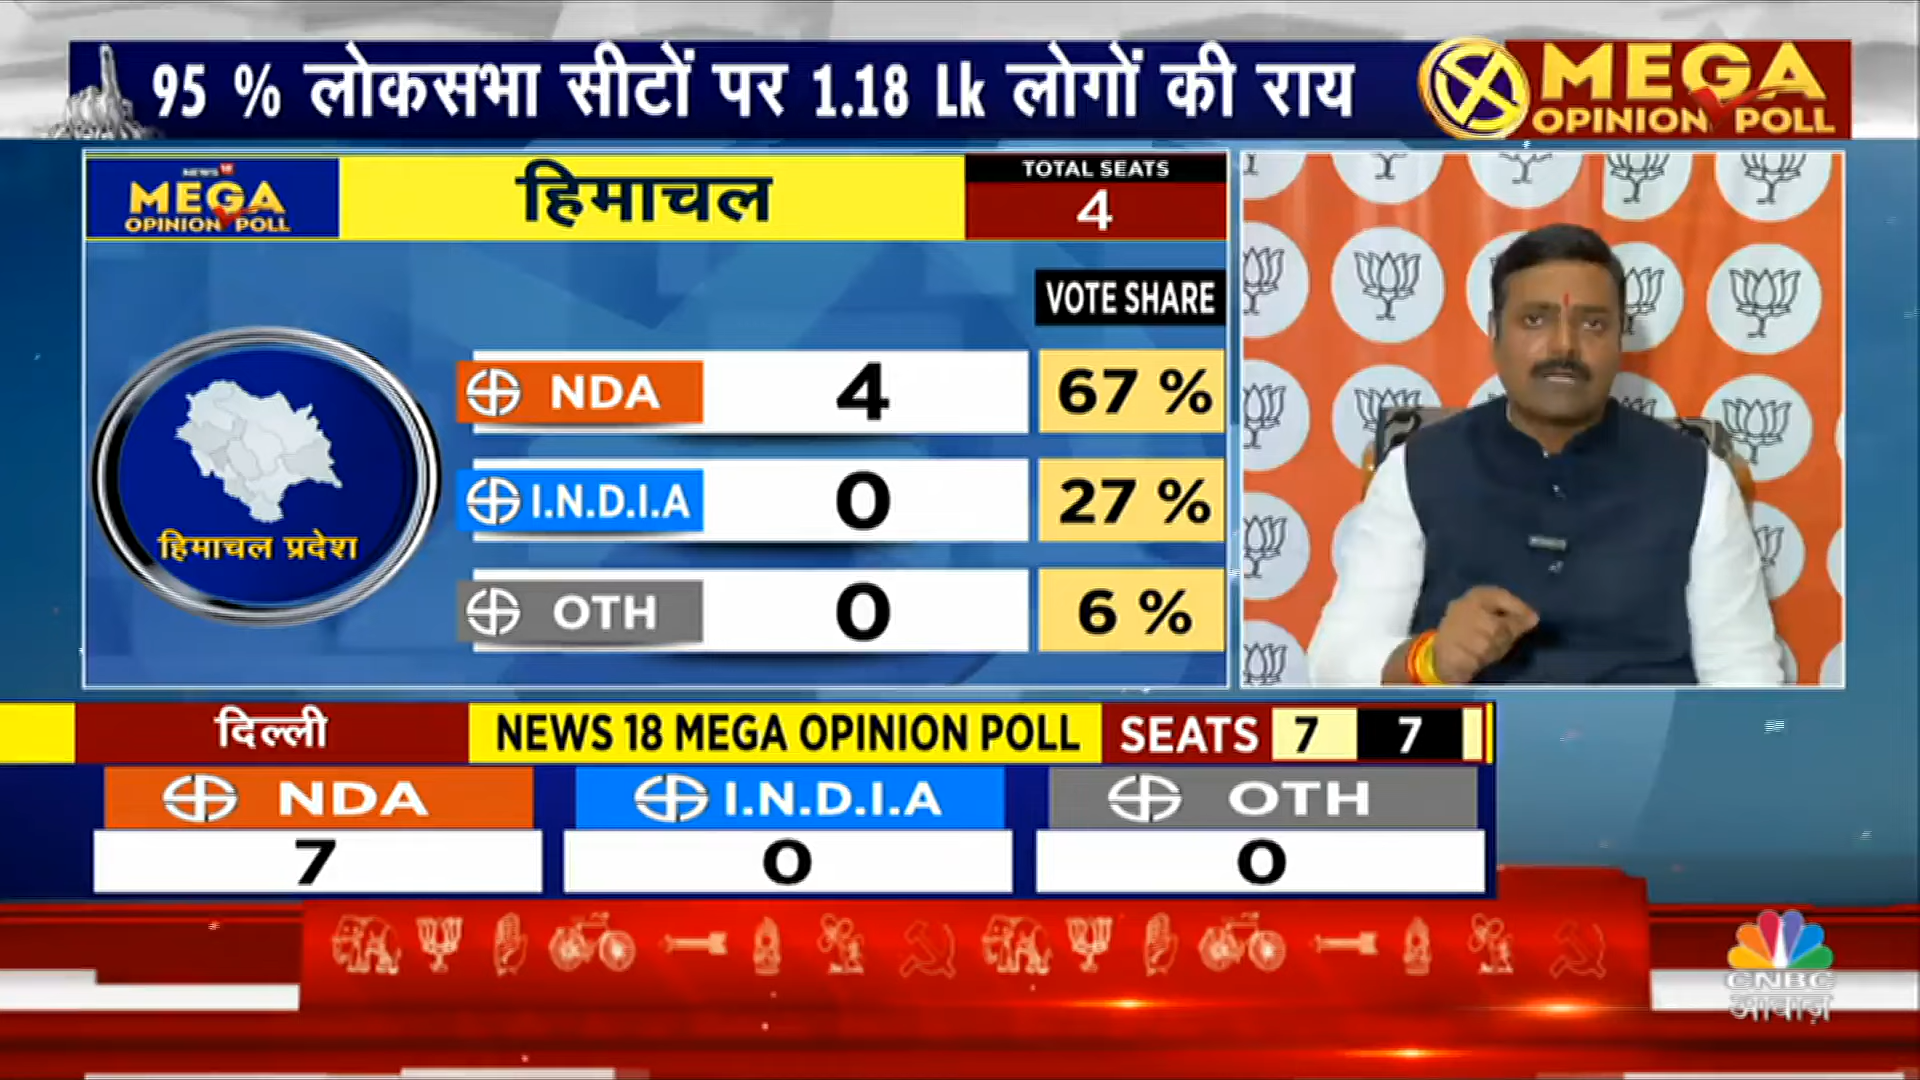 95 % लोकसभा सीटों पर 1.18 Lk लोगों की राय
MEGA
OPINION POLL
NEWS 18
MEGA
OPINION POLL
हिमाचल
TOTAL SEATS
4
VOTE SHARE
NDA 4 67 %
I.N.D.I.A 0 27 %
OTH 0 6 %
हिमाचल प्रदेश
दिल्ली NEWS 18 MEGA OPINION POLL SEATS 7 7
NDA I.N.D.I.A OTH
7 0 0
CNBC
आवाज़